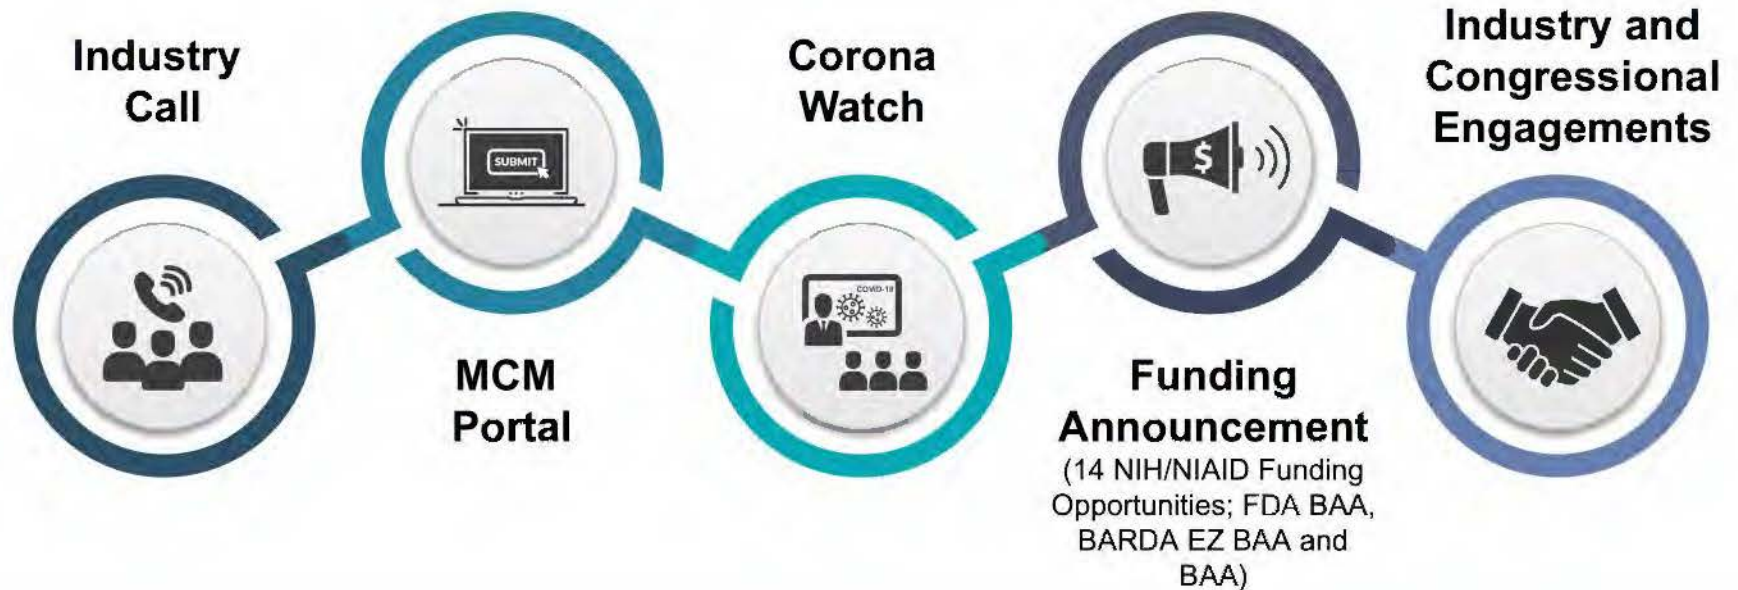 Industry
Call
SUBMIT
MCM
Portal
Corona
Watch
COVID-19
$
Funding
Announcement
(14 NIH/NIAID Funding
Opportunities; FDA BAA,
BARDA EZ BAA and
BAA)
Industry and
Congressional
Engagements